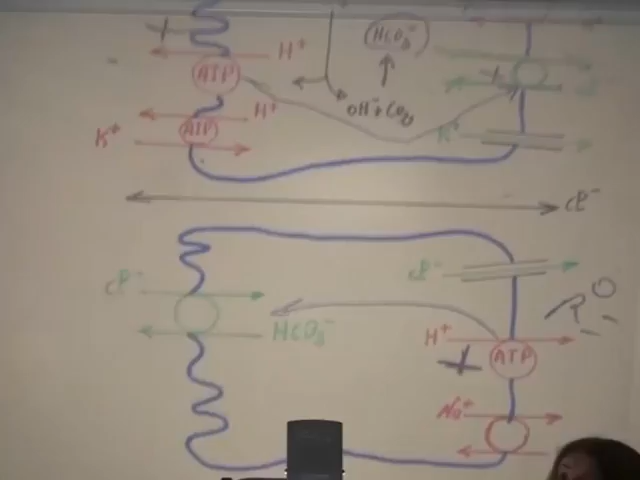 HCO3⁻
H⁺
ATP
OH⁻+CO2
H⁺
K⁺
ATP
K⁺
cl⁻
cl⁻
cl⁻
HCO3⁻
H⁺
ATP
Na⁺